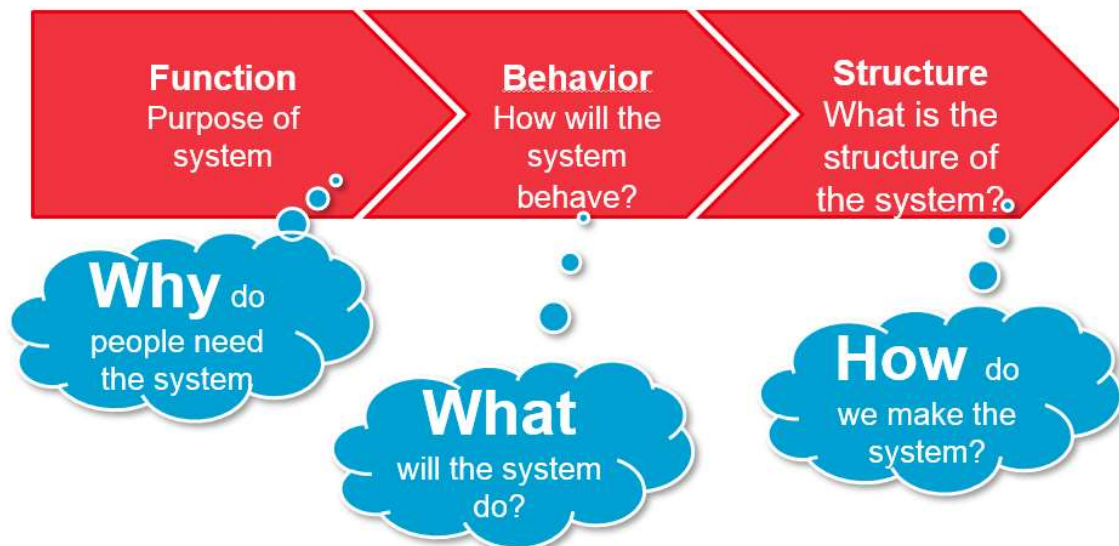 Function
Purpose of
system
Behavior
How will the
system
behave?
Structure
What is the
structure of
the system?
Why do
people need
the system
What
will the system
do?
How do
we make the
system?